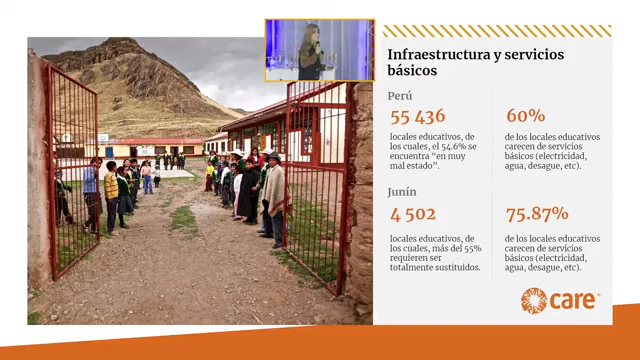 Infraestructura y servicios
básicos
Perú
55 436
locales educativos, de
los cuales, el 54.6% se
encuentra “en muy
mal estado”.
60%
de los locales educativos
carecen de servicios
básicos (electricidad,
agua, desague, etc).
Junín
4 502
locales educativos, de
los cuales, más del 55%
requieren ser
totalmente sustituidos.
75.87%
de los locales educativos
carecen de servicios
básicos (electricidad,
agua, desague, etc).
care